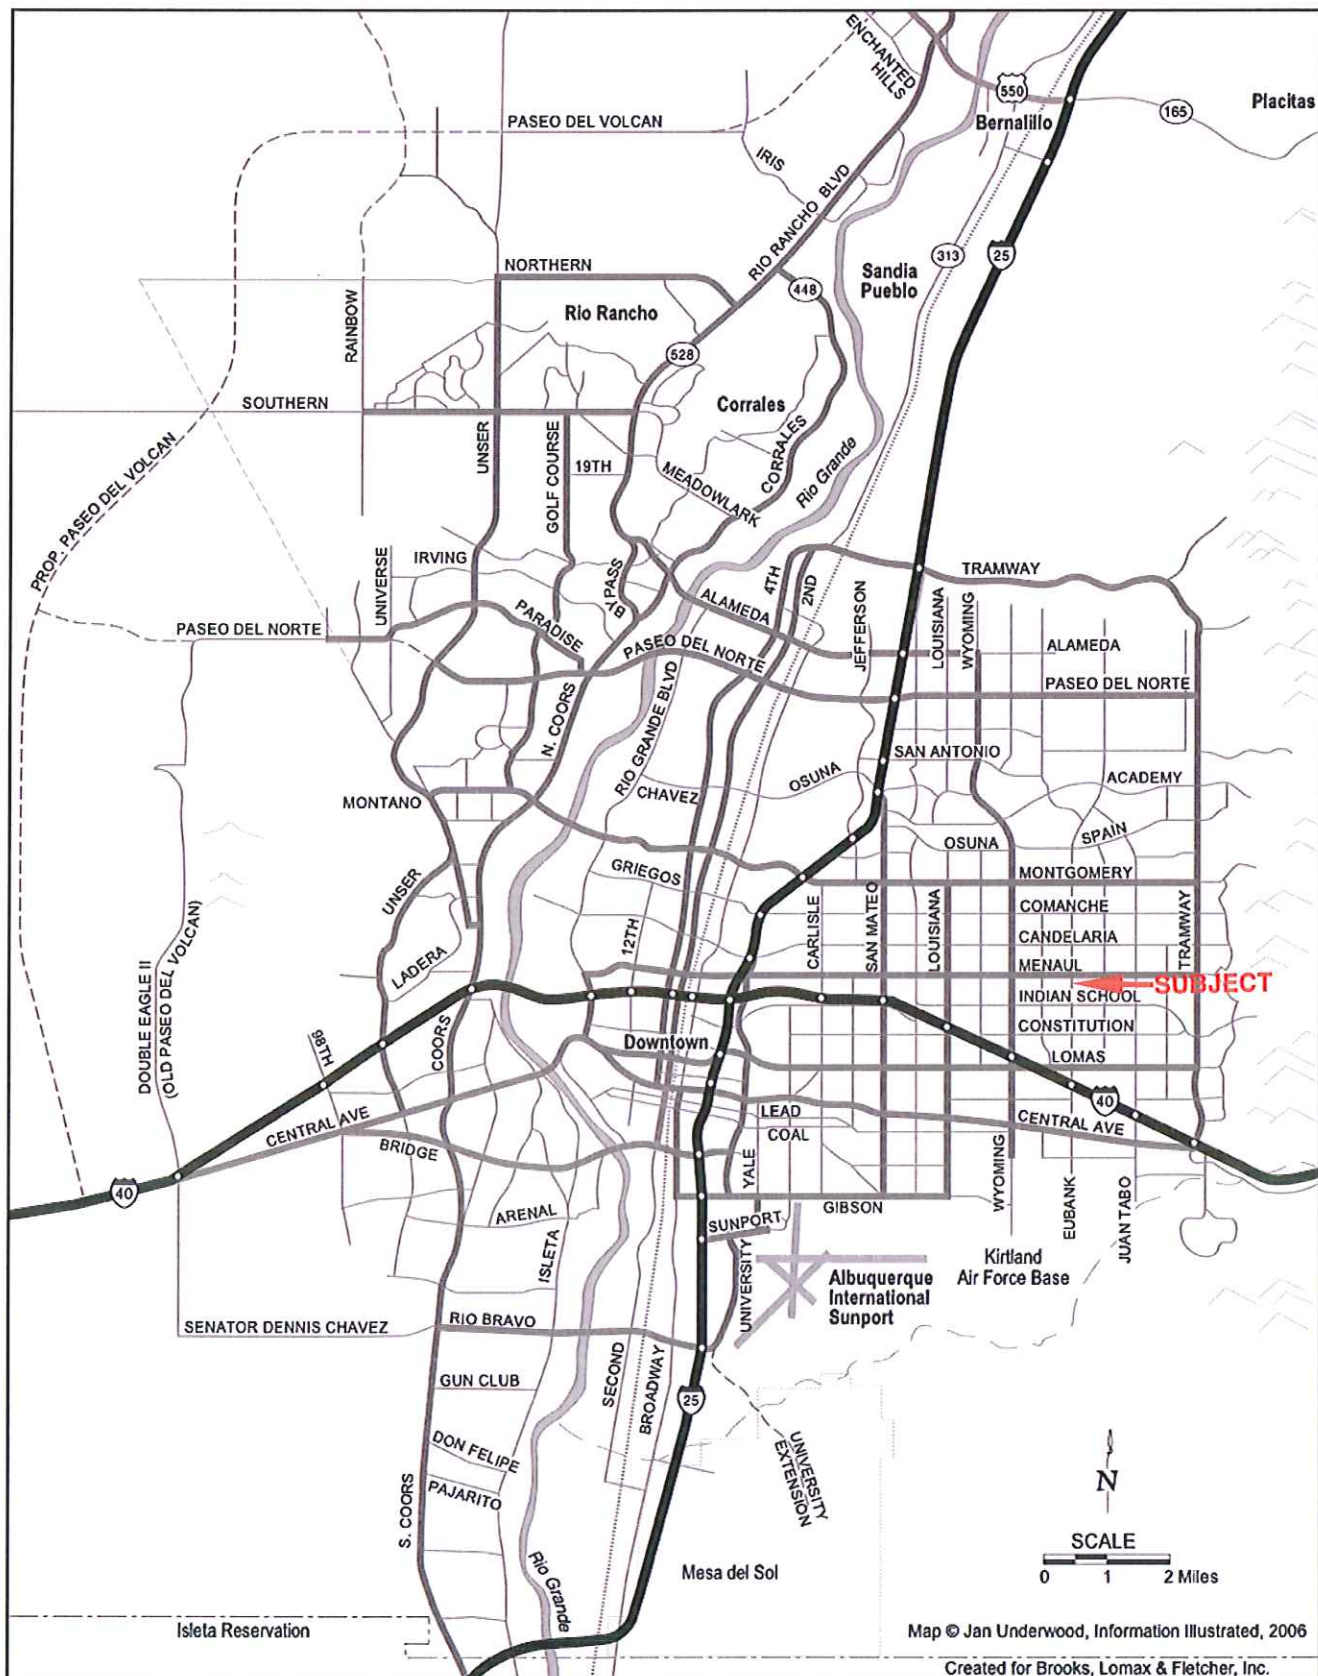 ENCHANTED
HILLS
550
Bernalillo
165
Placitas
PASEO DEL VOLCAN
IRIS
RIO RANCHO BLVD
313
25
Sandia
Pueblo
NORTHERN
448
RAINBOW
Rio Rancho
528
SOUTHERN
Corrales
UNSER
GOLF COURSE
19TH
MEADOWLARK
CORRALES
Rio Grande
PROP. PASEO DEL VOLCAN
IRVING
UNIVERSE
BY PASS
4TH
2ND
TRAMWAY
PARADISE
ALAMEDA
JEFFERSON
LOUISIANA
WYOMING
PASEO DEL NORTE
PASEO DEL NORTE
ALAMEDA
PASEO DEL NORTE
N. COORS
RIO GRANDE BLVD
SAN ANTONIO
CHAVEZ
OSUNA
ACADEMY
MONTANO
OSUNA
SPAIN
GRIEGOS
MONTGOMERY
UNSER
COMANCHE
CARLISLE
SAN MATEO
LOUISIANA
12TH
CANDELARIA
TRAMWAY
LADERA
MENAUL
SUBJECT
INDIAN SCHOOL
DOUBLE EAGLE II
(OLD PASEO DEL VOLCAN)
98TH
COORS
Downtown
CONSTITUTION
LOMAS
40
CENTRAL AVE
LEAD
COAL
CENTRAL AVE
BRIDGE
YALE
WYOMING
EUBANK
JUAN TABO
40
ARENAL
GIBSON
SUNPORT
ISLETA
UNIVERSITY
Kirtland
Air Force Base
Albuquerque
International
Sunport
SENATOR DENNIS CHAVEZ
RIO BRAVO
GUN CLUB
SECOND
BROADWAY
25
DON FELIPE
UNIVERSITY
EXTENSION
PAJARITO
S. COORS
N
SCALE
0 1 2 Miles
Rio Grande
Mesa del Sol
Isleta Reservation
Map © Jan Underwood, Information Illustrated, 2006
Created for Brooks, Lomax & Fletcher, Inc.